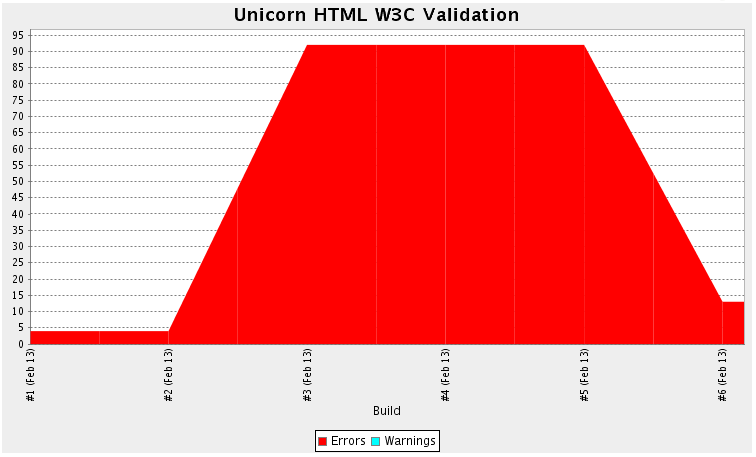 Unicorn HTML W3C Validation
95
90
85
80
75
70
65
60
55
50
45
40
35
30
25
20
15
10
5
0
#1 (Feb 13)
#2 (Feb 13)
#3 (Feb 13)
#4 (Feb 13)
#5 (Feb 13)
#6 (Feb 13)
Build
Errors Warnings